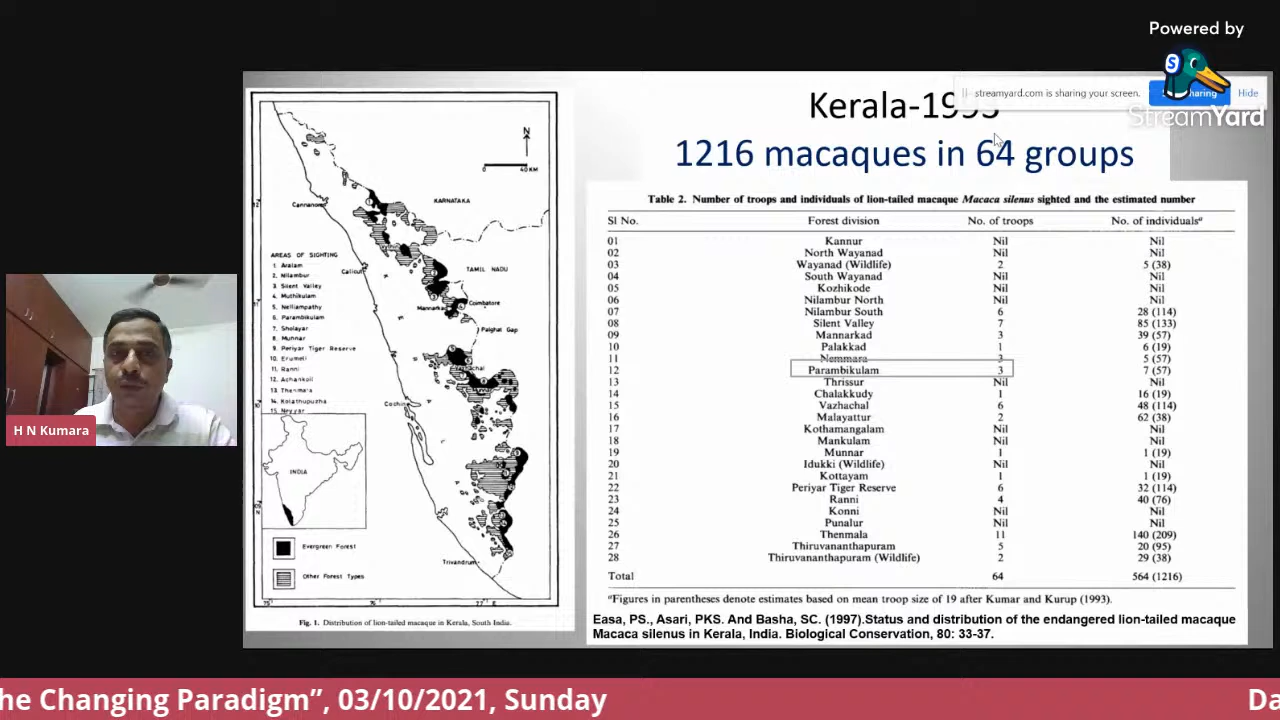 Powered by
StreamYard
streamyard.com is sharing your screen.
Hide
Kerala-1993
1216 macaques in 64 groups
N
0 40 KM
KARNATAKA
Cannanore
AREAS OF SIGHTING
1. Aralam
2. Nilambur
3. Silent Valley
4. Muthikulam
5. Nelliampathy
6. Parambikulam
7. Sholayar
8. Munnar
9. Periyar Tiger Reserve
10. Erumeli
11. Ranni
12. Achankoil
13. Thenmala
14. Kolathupuzha
15. Neyyar
Calicut
TAMIL NADU
Mannarkad
Coimbatore
Palghat Gap
Cochin
INDIA
Evergreen Forest
Other Forest Types
Trivandrum
Fig. 1. Distribution of lion-tailed macaque in Kerala, South India.
Table 2. Number of troops and individuals of lion-tailed macaque Macaca silenus sighted and the estimated number
Sl No. Forest division No. of troops No. of individualsª
01 Kannur Nil Nil
02 North Wayanad Nil Nil
03 Wayanad (Wildlife) 2 5 (38)
04 South Wayanad Nil Nil
05 Kozhikode Nil Nil
06 Nilambur North Nil Nil
07 Nilambur South 6 28 (114)
08 Silent Valley 7 85 (133)
09 Mannarkad 3 39 (57)
10 Palakkad 1 6 (19)
11 Nemmara 3 5 (57)
12 Parambikulam 3 7 (57)
13 Thrissur Nil Nil
14 Chalakkudy 1 16 (19)
15 Vazhachal 6 48 (114)
16 Malayattur 2 62 (38)
17 Kothamangalam Nil Nil
18 Mankulam Nil Nil
19 Munnar 1 1 (19)
20 Idukki (Wildlife) Nil Nil
21 Kottayam 1 1 (19)
22 Periyar Tiger Reserve 6 32 (114)
23 Ranni 4 40 (76)
24 Konni Nil Nil
25 Punalur Nil Nil
26 Thenmala 11 140 (209)
27 Thiruvananthapuram 5 20 (95)
28 Thiruvananthapuram (Wildlife) 2 29 (38)
Total 64 564 (1216)
ªFigures in parentheses denote estimates based on mean troop size of 19 after Kumar and Kurup (1993).
Easa, PS., Asari, PKS. And Basha, SC. (1997).Status and distribution of the endangered lion-tailed macaque
Macaca silenus in Kerala, India. Biological Conservation, 80: 33-37.
H N Kumara
he Changing Paradigm”, 03/10/2021, Sunday
Da